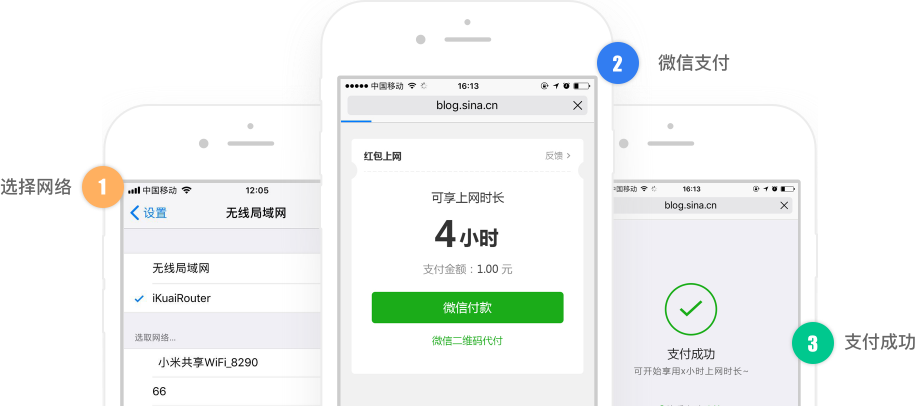 选择网络
1
中国移动
12:05
设置
无线局域网
无线局域网
iKuaiRouter
选取网络...
小米共享WiFi_8290
66
2
微信支付
中国移动
16:13
blog.sina.cn
红包上网
反馈
可享上网时长
4小时
支付金额：1.00 元
微信付款
微信二维码代付
中国移动
16:13
blog.sina.cn
支付成功
可开始享用x小时上网时长~
3
支付成功